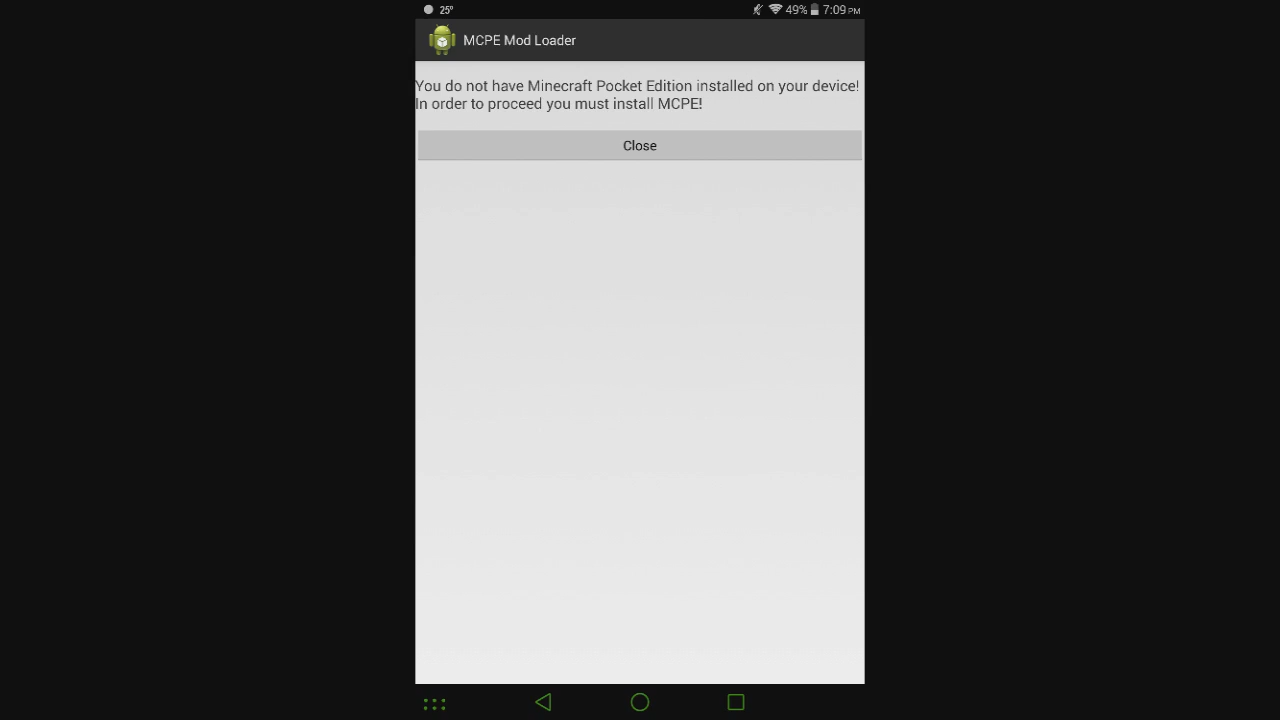 25°
49% 7:09 PM
MCPE Mod Loader
You do not have Minecraft Pocket Edition installed on your device!
In order to proceed you must install MCPE!
Close